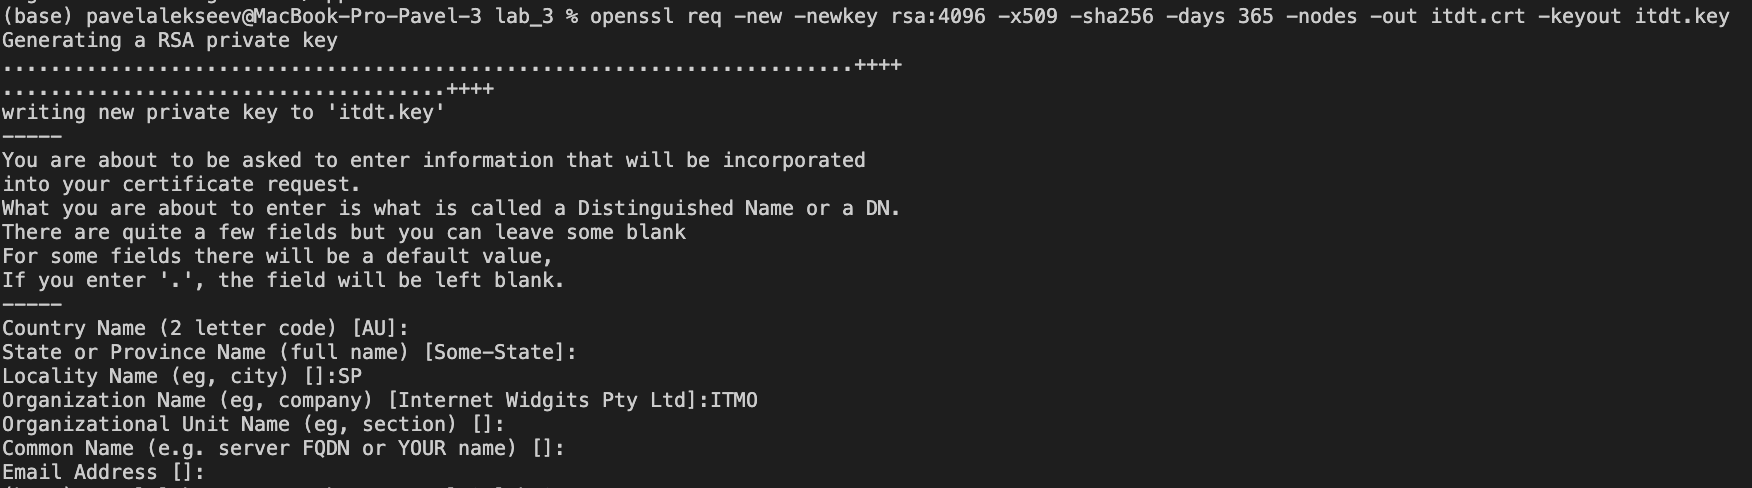 (base) pavelalekseev@MacBook-Pro-Pavel-3 lab_3 % openssl req -new -newkey rsa:4096 -x509 -sha256 -days 365 -nodes -out itdt.crt -keyout itdt.key
Generating a RSA private key
.......................................................................++++
.....................................++++
writing new private key to 'itdt.key'
-----
You are about to be asked to enter information that will be incorporated
into your certificate request.
What you are about to enter is what is called a Distinguished Name or a DN.
There are quite a few fields but you can leave some blank
For some fields there will be a default value,
If you enter '.', the field will be left blank.
-----
Country Name (2 letter code) [AU]:
State or Province Name (full name) [Some-State]:
Locality Name (eg, city) []:SP
Organization Name (eg, company) [Internet Widgits Pty Ltd]:ITMO
Organizational Unit Name (eg, section) []:
Common Name (e.g. server FQDN or YOUR name) []:
Email Address []: